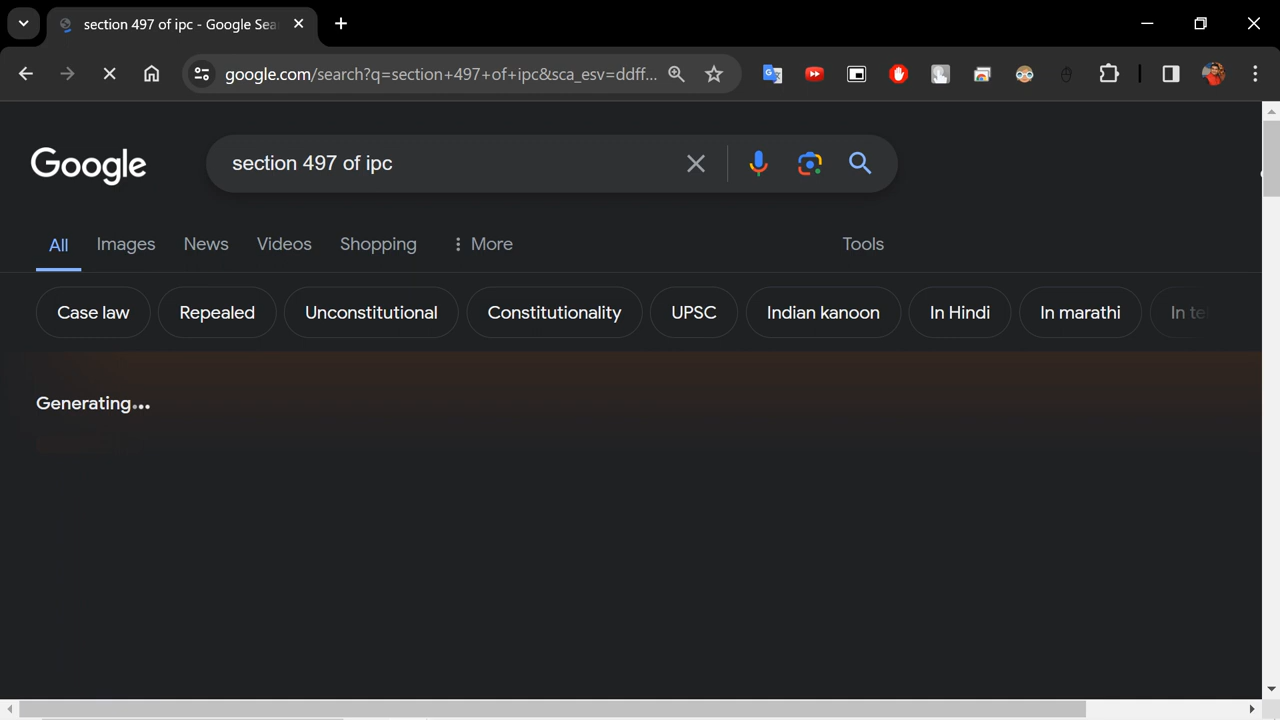 section 497 of ipc - Google Sea
google.com/search?q=section+497+of+ipc&sca_esv=ddff...
Google
section 497 of ipc
All Images News Videos Shopping More Tools
Case law Repealed Unconstitutional Constitutionality UPSC Indian kanoon In Hindi In marathi In te
Generating...